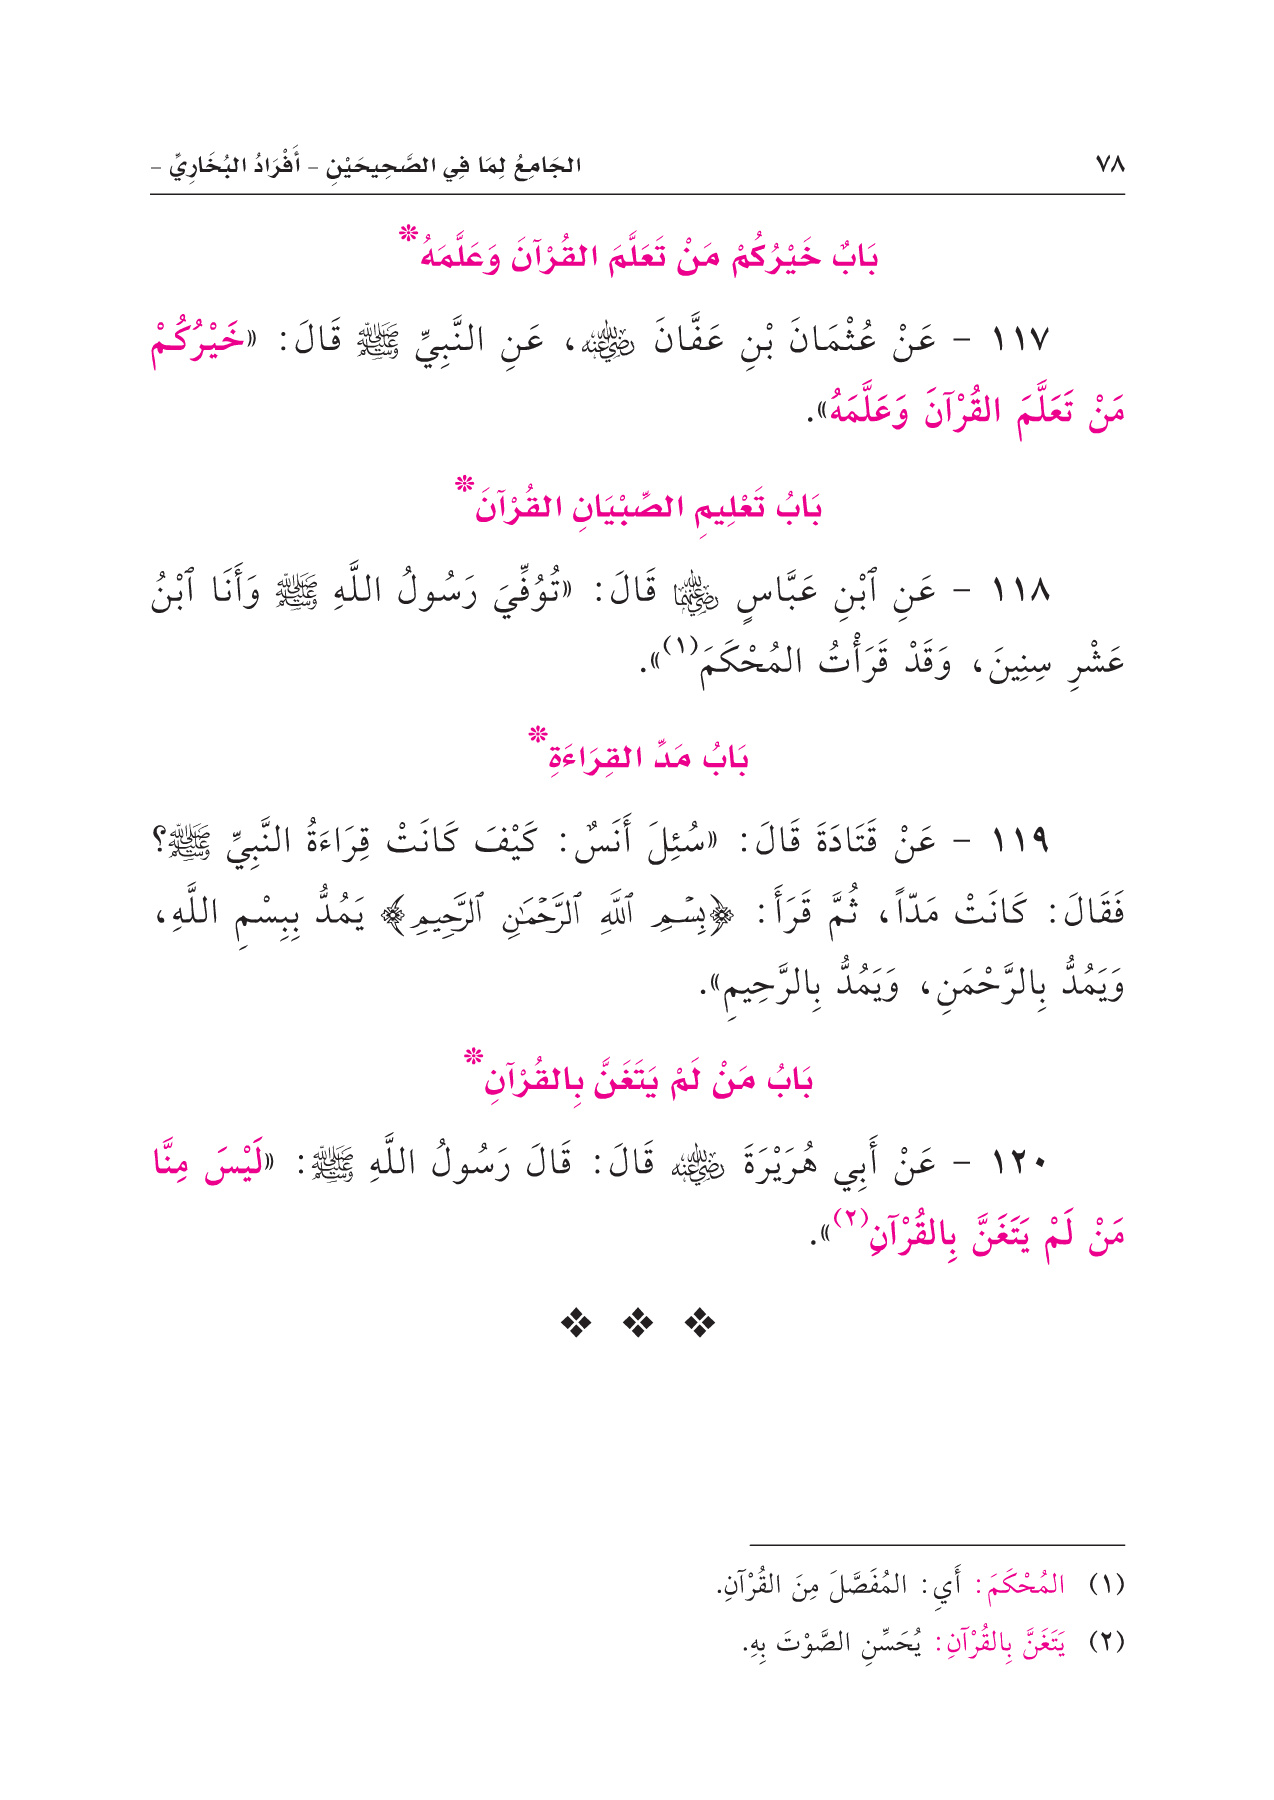 ٧٨ الجَامِعُ لِمَا فِي الصَّحِيحَيْنِ - أَفْرَادُ البُخَارِيِّ -
بَابٌ خَيْرُكُمْ مَنْ تَعَلَّمَ القُرْآنَ وَعَلَّمَهُ*
١١٧ - عَنْ عُثْمَانَ بْنِ عَفَّانَ رضي الله عنه، عَنِ النَّبِيِّ ﷺ قَالَ: «خَيْرُكُمْ
مَنْ تَعَلَّمَ القُرْآنَ وَعَلَّمَهُ».
بَابُ تَعْلِيمِ الصِّبْيَانِ القُرْآنَ*
١١٨ - عَنِ ٱبْنِ عَبَّاسٍ رضي الله عنهما قَالَ: «تُوُفِّيَ رَسُولُ اللَّهِ ﷺ وَأَنَا ٱبْنُ
عَشْرِ سِنِينَ، وَقَدْ قَرَأْتُ المُحْكَمَ(١)».
بَابُ مَدِّ القِرَاءَةِ*
١١٩ - عَنْ قَتَادَةَ قَالَ: «سُئِلَ أَنَسٌ: كَيْفَ كَانَتْ قِرَاءَةُ النَّبِيِّ ﷺ؟
فَقَالَ: كَانَتْ مَدّاً، ثُمَّ قَرَأَ: ﴿بِسْمِ ٱللَّهِ ٱلرَّحْمَٰنِ ٱلرَّحِيمِ﴾ يَمُدُّ بِبِسْمِ اللَّهِ،
وَيَمُدُّ بِالرَّحْمَنِ، وَيَمُدُّ بِالرَّحِيمِ».
بَابُ مَنْ لَمْ يَتَغَنَّ بِالقُرْآنِ*
١٢٠ - عَنْ أَبِي هُرَيْرَةَ رضي الله عنه قَالَ: قَالَ رَسُولُ اللَّهِ ﷺ: «لَيْسَ مِنَّا
مَنْ لَمْ يَتَغَنَّ بِالقُرْآنِ(٢)».
(١) المُحْكَمَ: أَيِ: المُفَصَّلَ مِنَ القُرْآنِ.
(٢) يَتَغَنَّ بِالقُرْآنِ: يُحَسِّنِ الصَّوْتَ بِهِ.